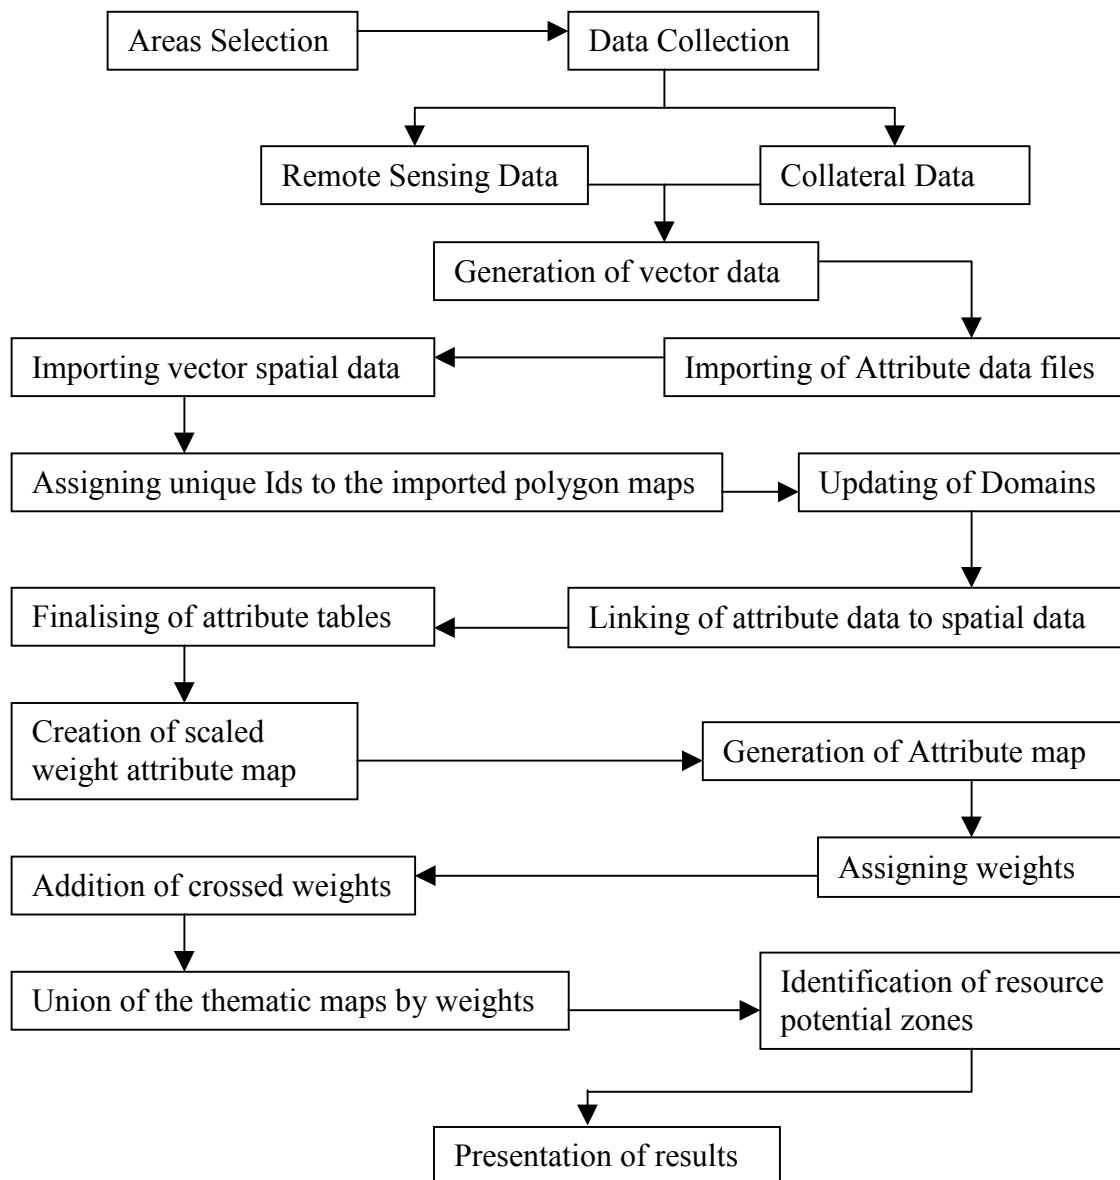 Areas Selection
Data Collection
Remote Sensing Data
Collateral Data
Generation of vector data
Importing of Attribute data files
Importing vector spatial data
Assigning unique Ids to the imported polygon maps
Updating of Domains
Linking of attribute data to spatial data
Finalising of attribute tables
Creation of scaled
weight attribute map
Generation of Attribute map
Assigning weights
Addition of crossed weights
Union of the thematic maps by weights
Identification of resource
potential zones
Presentation of results